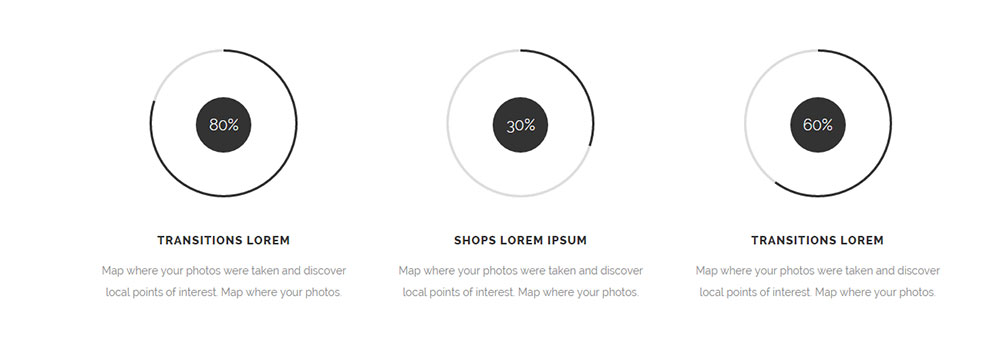 80%
30%
60%
TRANSITIONS LOREM
SHOPS LOREM IPSUM
TRANSITIONS LOREM
Map where your photos were taken and discover
local points of interest. Map where your photos.
Map where your photos were taken and discover
local points of interest. Map where your photos.
Map where your photos were taken and discover
local points of interest. Map where your photos.